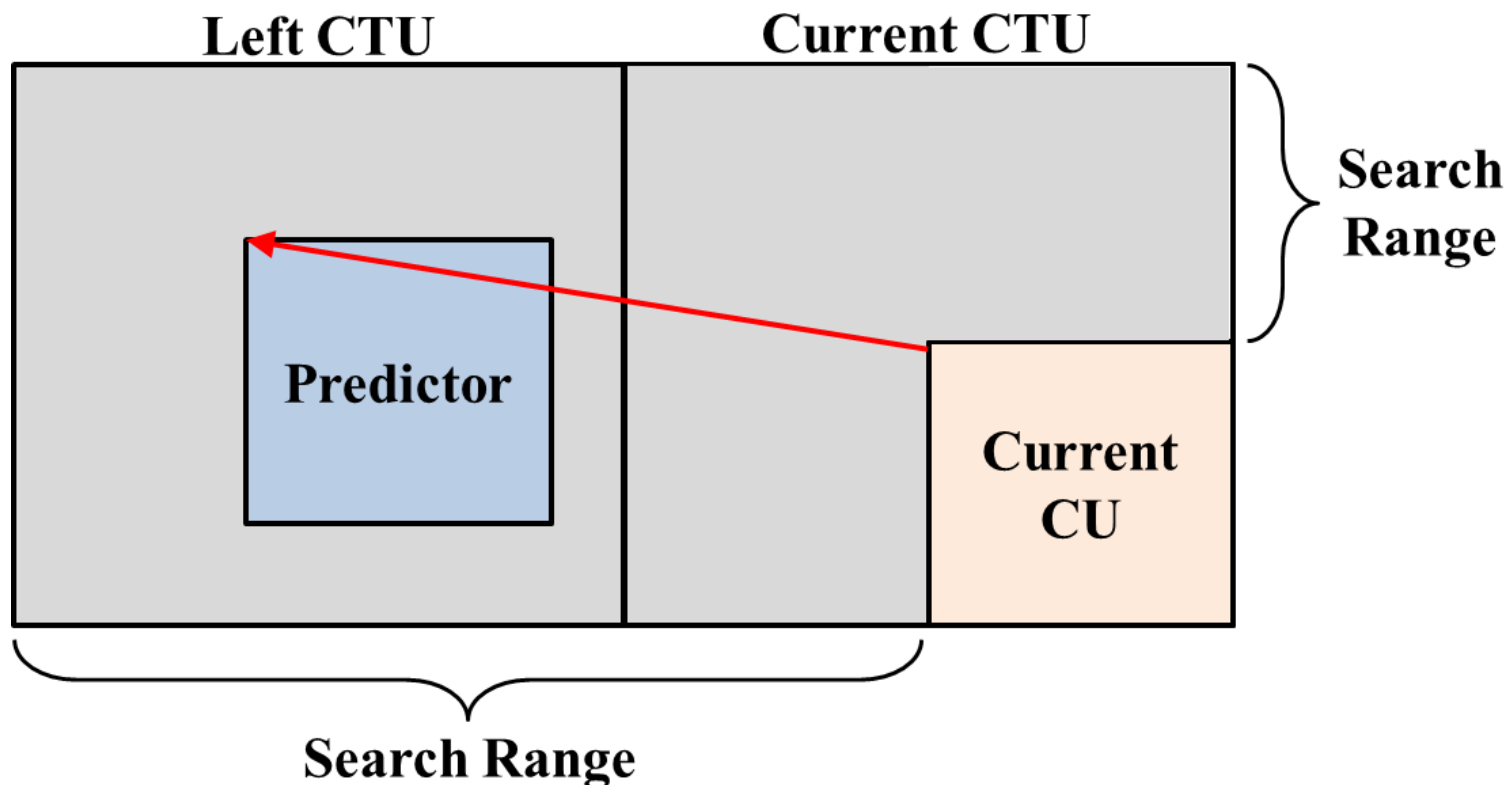 Left CTU
Current CTU
Search
Range
Predictor
Current
CU
Search Range